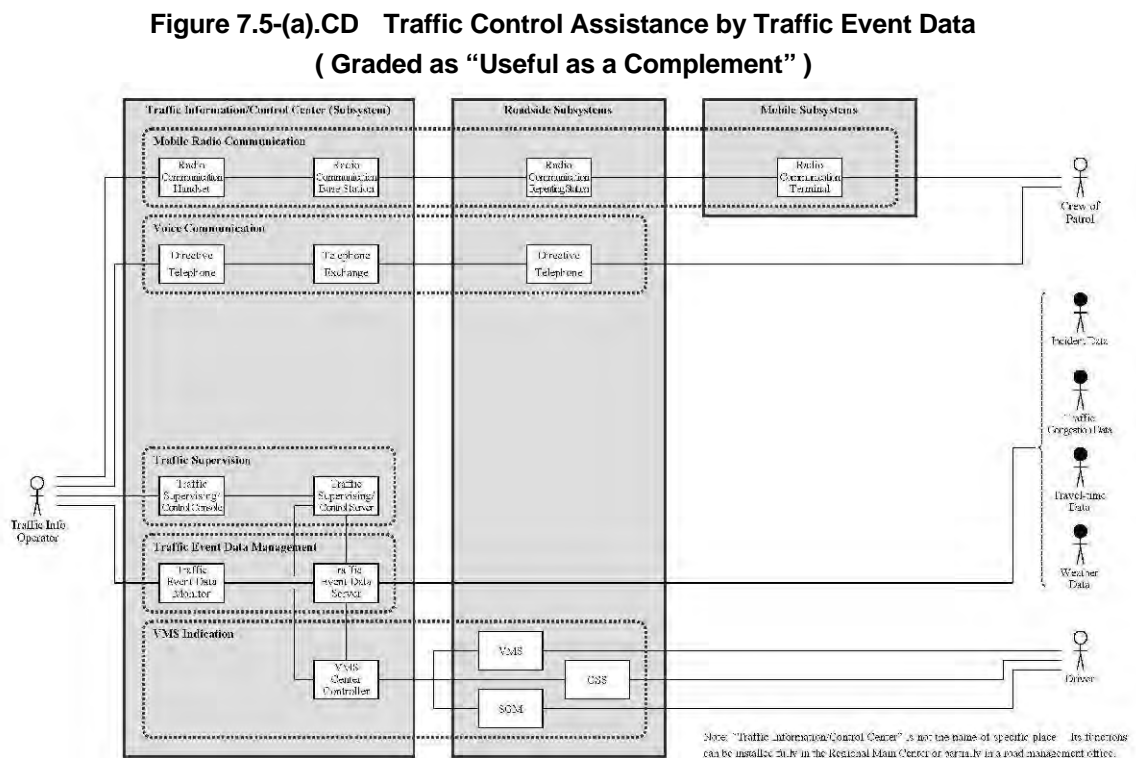 Figure 7.5-(a).CD Traffic Control Assistance by Traffic Event Data
( Graded as “Useful as a Complement” )
Traffic Information/Control Center (Subsystem)
Roadside Subsystems
Mobile Subsystems
Mobile Radio Communication
Radio
Communication
Handset
Radio
Communication
Base Station
Radio
Communication
Repeating Station
Radio
Communication
Terminal
Crew of
Patrol
Voice Communication
Directive
Telephone
Telephone
Exchange
Directive
Telephone
Incident Data
Traffic
Congestion Data
Travel-time
Data
Weather
Data
Traffic Supervision
Traffic
Supervising/
Control Console
Traffic
Supervising/
Control Server
Traffic Info
Operator
Traffic Event Data Management
Traffic
Event Data
Monitor
Traffic
Event Data
Server
VMS Indication
VMS
Center
Controller
VMS
CSS
SGM
Driver
Note: “Traffic Information/Control Center” is not the name of specific place. Its functions
can be installed fully in the Regional Main Center or partially in a road management office.